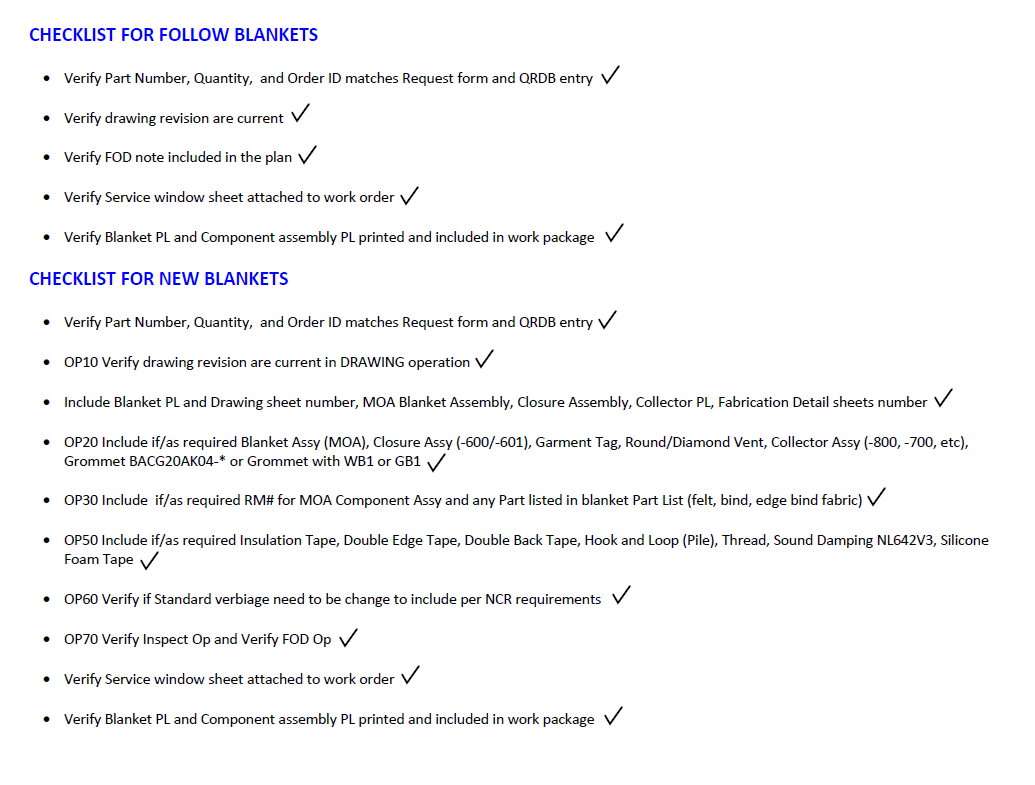 CHECKLIST FOR FOLLOW BLANKETS
• Verify Part Number, Quantity,  and Order ID matches Request form and QRDB entry ✓
• Verify drawing revision are current ✓
• Verify FOD note included in the plan ✓
• Verify Service window sheet attached to work order ✓
• Verify Blanket PL and Component assembly PL printed and included in work package ✓
CHECKLIST FOR NEW BLANKETS
• Verify Part Number, Quantity,  and Order ID matches Request form and QRDB entry ✓
• OP10 Verify drawing revision are current in DRAWING operation ✓
• Include Blanket PL and Drawing sheet number, MOA Blanket Assembly, Closure Assembly, Collector PL, Fabrication Detail sheets number ✓
• OP20 Include if/as required Blanket Assy (MOA), Closure Assy (-600/-601), Garment Tag, Round/Diamond Vent, Collector Assy (-800, -700, etc),
Grommet BACG20AK04-* or Grommet with WB1 or GB1 ✓
• OP30 Include  if/as required RM# for MOA Component Assy and any Part listed in blanket Part List (felt, bind, edge bind fabric) ✓
• OP50 Include if/as required Insulation Tape, Double Edge Tape, Double Back Tape, Hook and Loop (Pile), Thread, Sound Damping NL642V3, Silicone
Foam Tape ✓
• OP60 Verify if Standard verbiage need to be change to include per NCR requirements ✓
• OP70 Verify Inspect Op and Verify FOD Op ✓
• Verify Service window sheet attached to work order ✓
• Verify Blanket PL and Component assembly PL printed and included in work package ✓